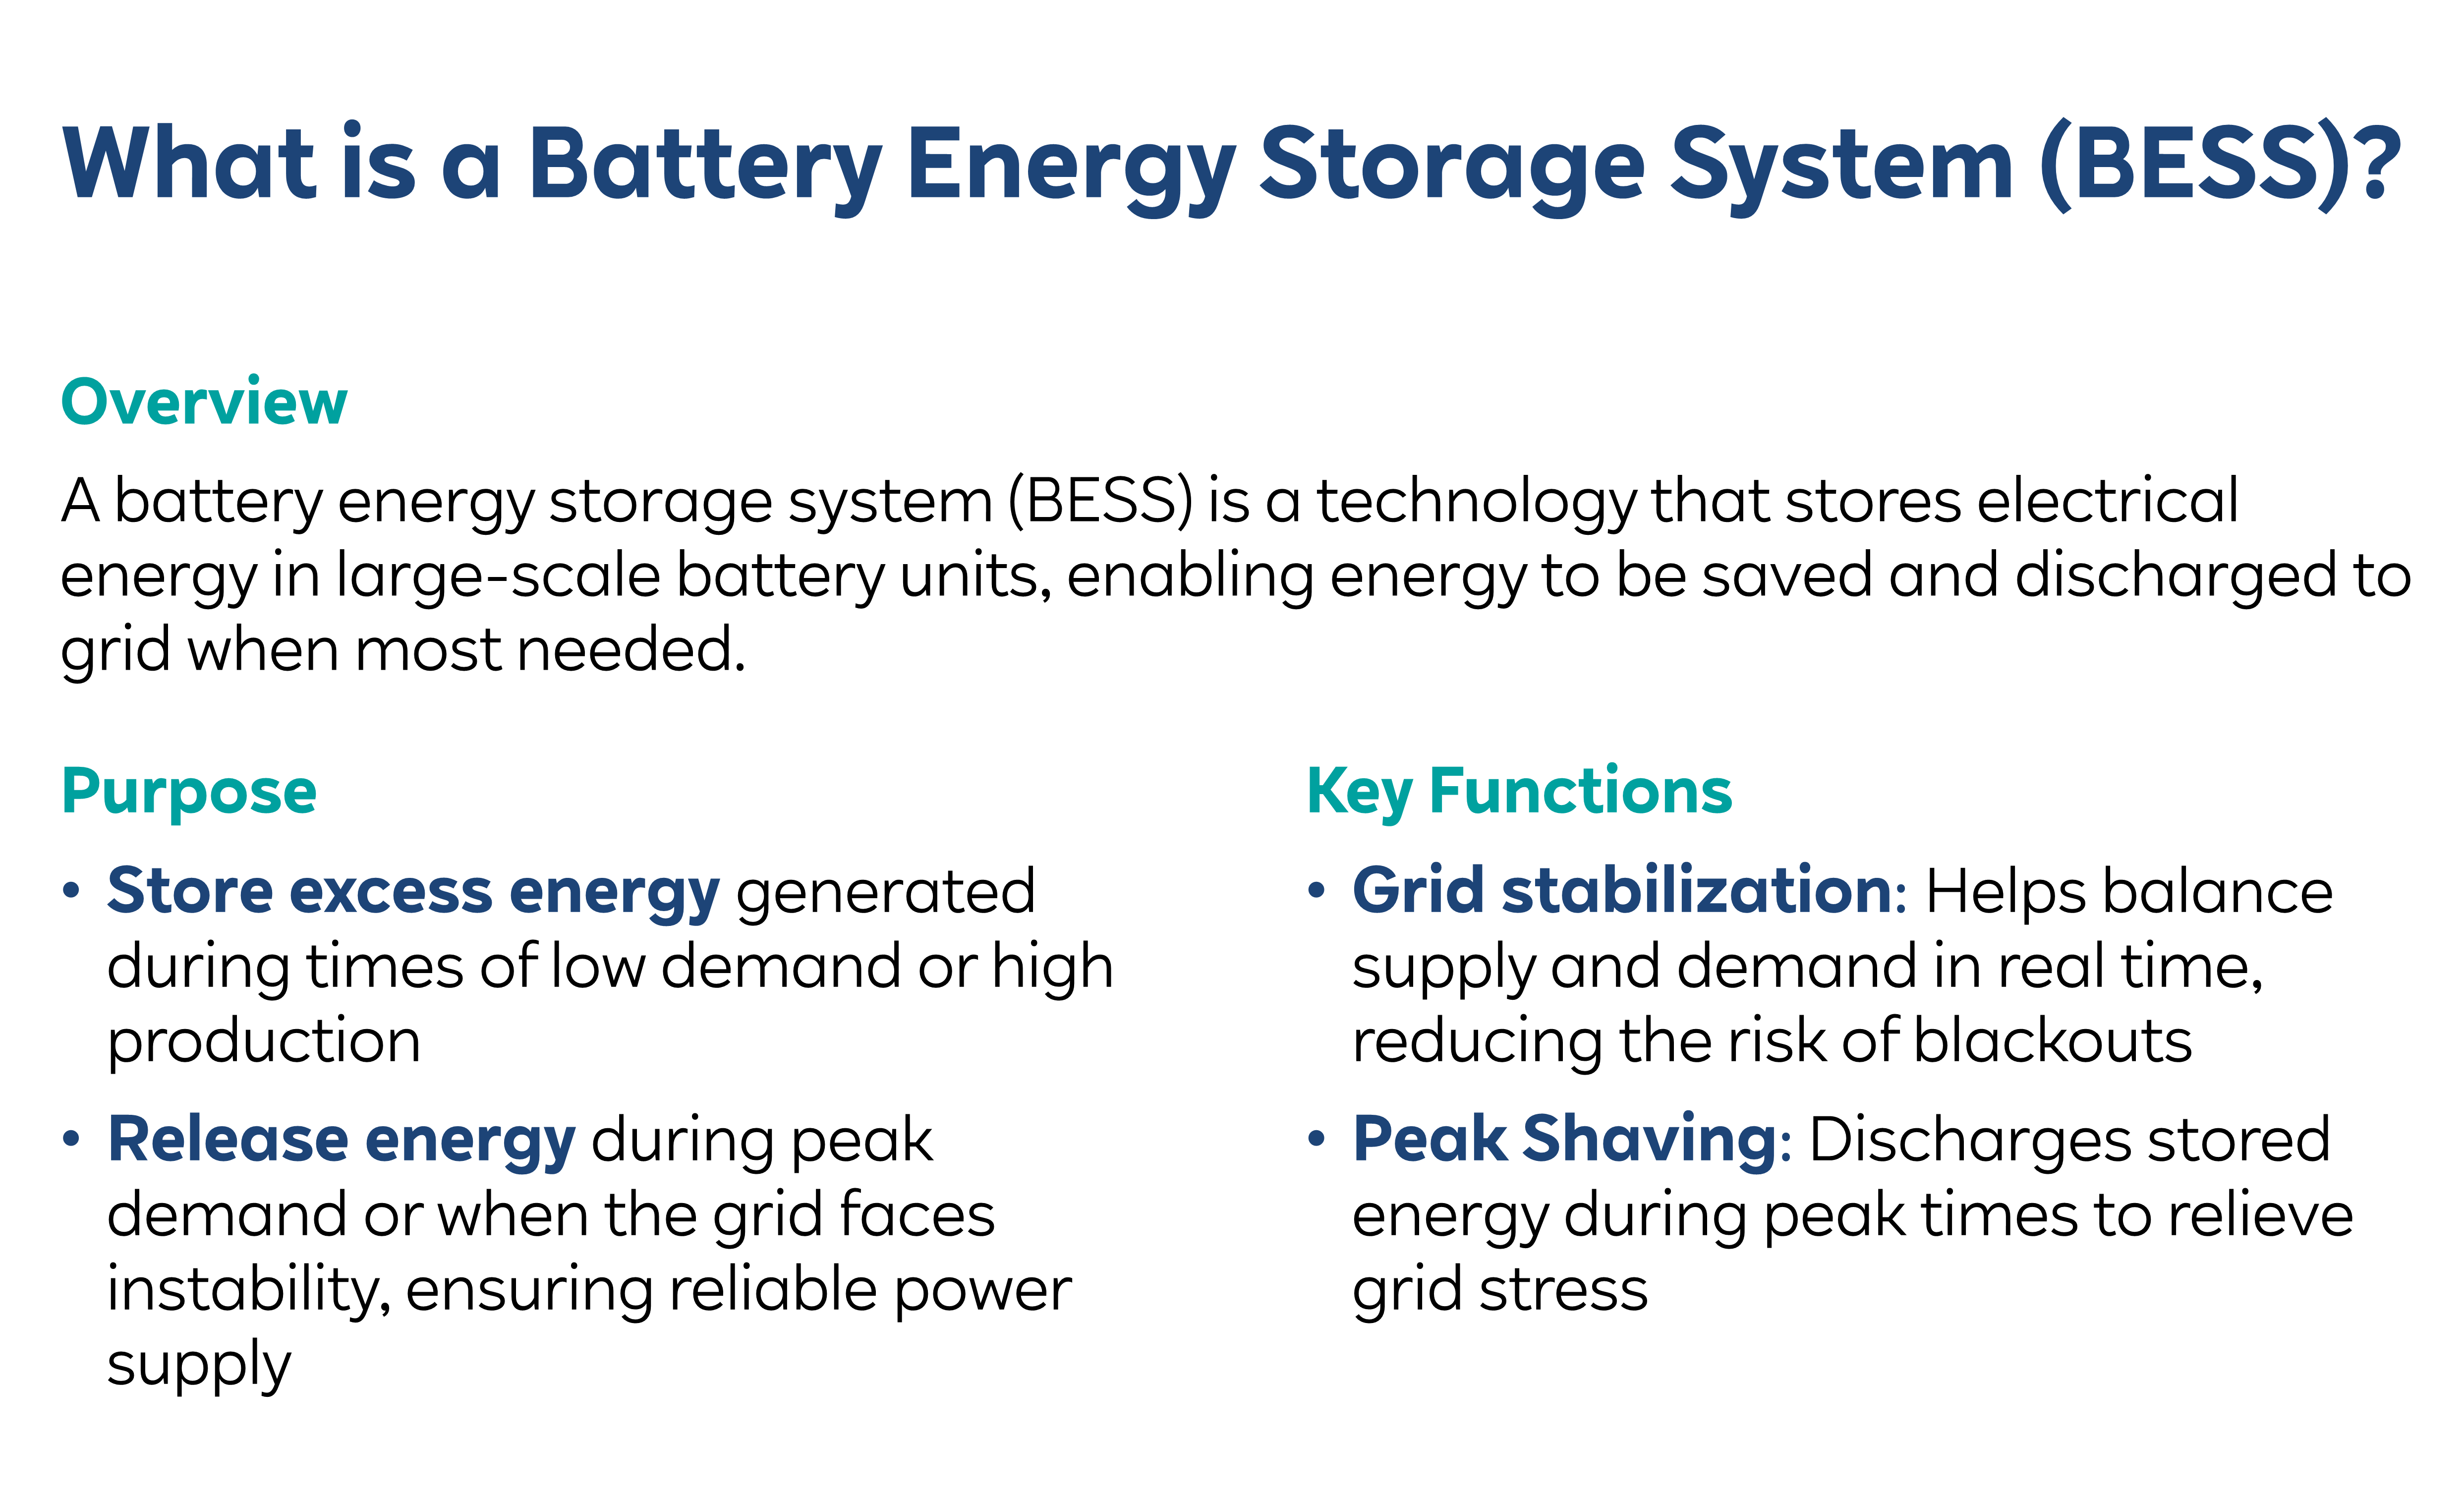 What is a Battery Energy Storage System (BESS)?
Overview
A battery energy storage system (BESS) is a technology that stores electrical
energy in large-scale battery units, enabling energy to be saved and discharged to
grid when most needed.
Purpose
• Store excess energy generated
during times of low demand or high
production
• Release energy during peak
demand or when the grid faces
instability, ensuring reliable power
supply
Key Functions
• Grid stabilization: Helps balance
supply and demand in real time,
reducing the risk of blackouts
• Peak Shaving: Discharges stored
energy during peak times to relieve
grid stress